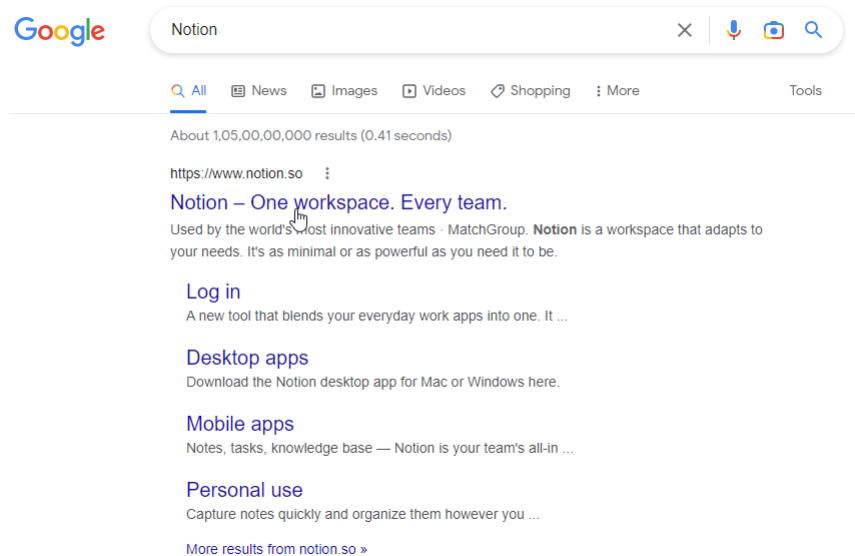 Google
Notion
All News Images Videos Shopping More Tools
About 1,05,00,00,000 results (0.41 seconds)
https://www.notion.so
Notion – One workspace. Every team.
Used by the world's most innovative teams · MatchGroup. Notion is a workspace that adapts to
your needs. It's as minimal or as powerful as you need it to be.
Log in
A new tool that blends your everyday work apps into one. It ...
Desktop apps
Download the Notion desktop app for Mac or Windows here.
Mobile apps
Notes, tasks, knowledge base — Notion is your team's all-in ...
Personal use
Capture notes quickly and organize them however you ...
More results from notion.so »